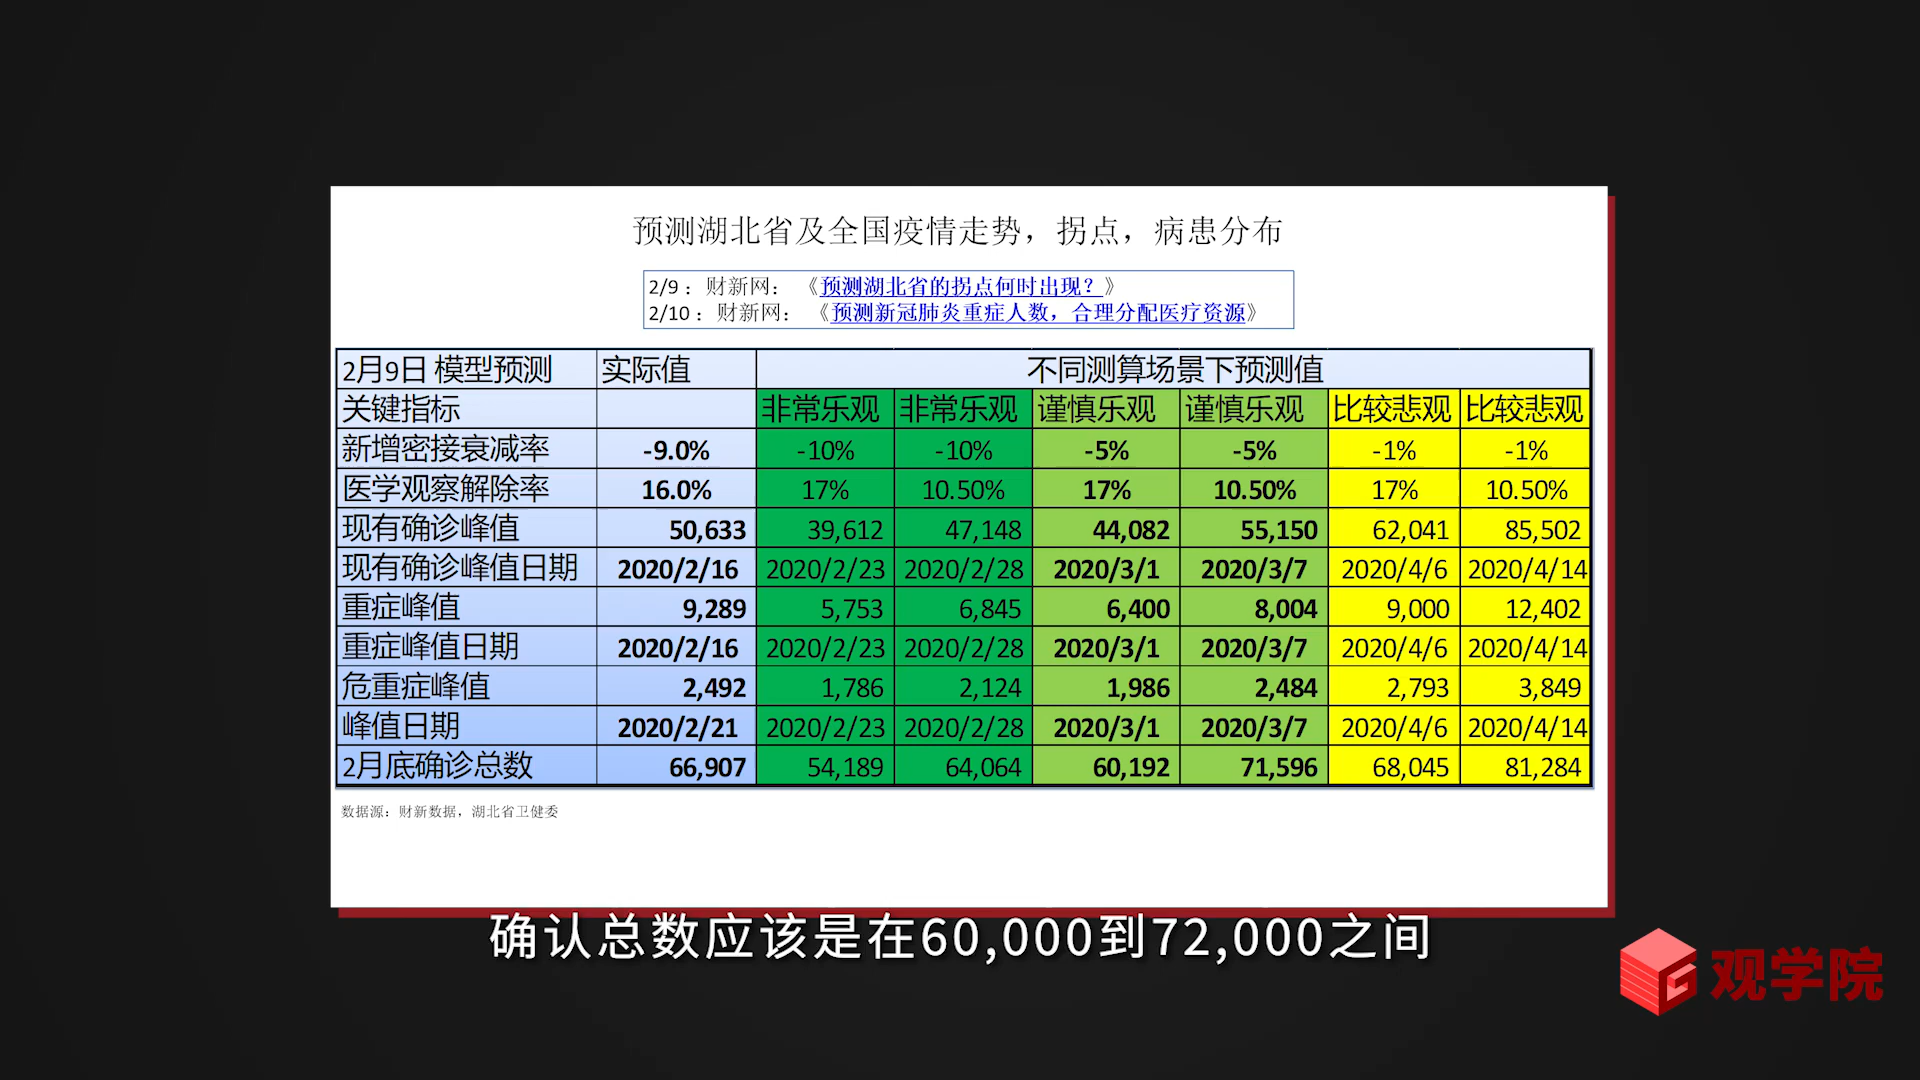 预测湖北省及全国疫情走势，拐点，病患分布
2/9： 财新网： 《预测湖北省的拐点何时出现？》
2/10： 财新网： 《预测新冠肺炎重症人数，合理分配医疗资源》
2月9日 模型预测 实际值 不同测算场景下预测值
关键指标 非常乐观 非常乐观 谨慎乐观 谨慎乐观 比较悲观 比较悲观
新增密接衰减率 -9.0% -10% -10% -5% -5% -1% -1%
医学观察解除率 16.0% 17% 10.50% 17% 10.50% 17% 10.50%
现有确诊峰值 50,633 39,612 47,148 44,082 55,150 62,041 85,502
现有确诊峰值日期 2020/2/16 2020/2/23 2020/2/28 2020/3/1 2020/3/7 2020/4/6 2020/4/14
重症峰值 9,289 5,753 6,845 6,400 8,004 9,000 12,402
重症峰值日期 2020/2/16 2020/2/23 2020/2/28 2020/3/1 2020/3/7 2020/4/6 2020/4/14
危重症峰值 2,492 1,786 2,124 1,986 2,484 2,793 3,849
峰值日期 2020/2/21 2020/2/23 2020/2/28 2020/3/1 2020/3/7 2020/4/6 2020/4/14
2月底确诊总数 66,907 54,189 64,064 60,192 71,596 68,045 81,284
数据源：财新数据，湖北省卫健委
确认总数应该是在60,000到72,000之间
观学院